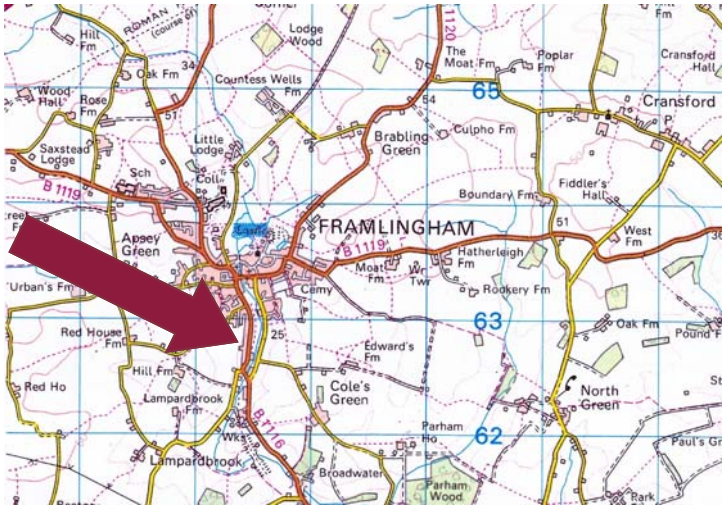 ROMAN
(course of)
Corner
Hill
Fm
Lodge
Wood
B 1120
The
Moat Fm
Poplar
Fm
Hill
Fm
Cransford
Hall
34
Oak Fm
Countess Wells
Fm
65
54
Cransford
P
Wood
Hall
Rose
Fm
51
Culpho Fm
Saxstead
Lodge
Little
Lodge
Brabling
Green
Sch
Coll
B 1119
Boundary Fm
Fiddler's
Hall
Castle
FRAMLINGHAM
51
West
Fm
Apsey
Green
B 1119
Hatherleigh
Fm
Moat
Fm
Wr
Twr
Urban's Fm
Cemy
Rookery Fm
63
Oak Fm
Pound F
Red House
Fm
25
Edward's
Fm
Red Ho
Hill Fm
Lampardbrook
Fm
Cole's
Green
North
Green
B 1116
Parham
Ho
62
Wks
Lampardbrook
Broadwater
Paul's Gr
Parham
Wood
Park